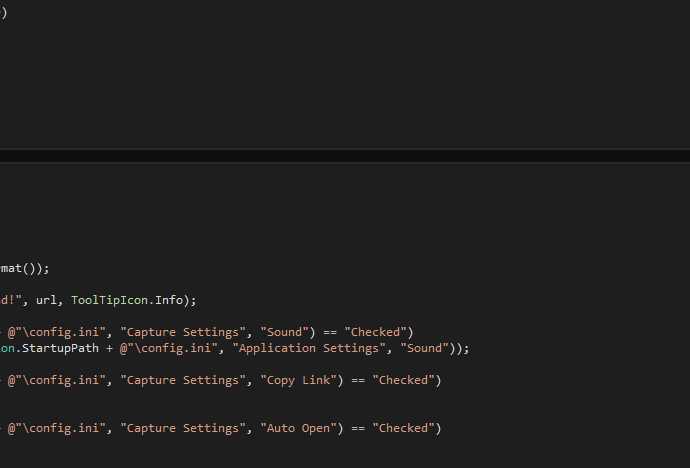 )
mat());
d!", url, ToolTipIcon.Info);
@"\config.ini", "Capture Settings", "Sound") == "Checked")
on.StartupPath + @"\config.ini", "Application Settings", "Sound"));
@"\config.ini", "Capture Settings", "Copy Link") == "Checked")
@"\config.ini", "Capture Settings", "Auto Open") == "Checked")